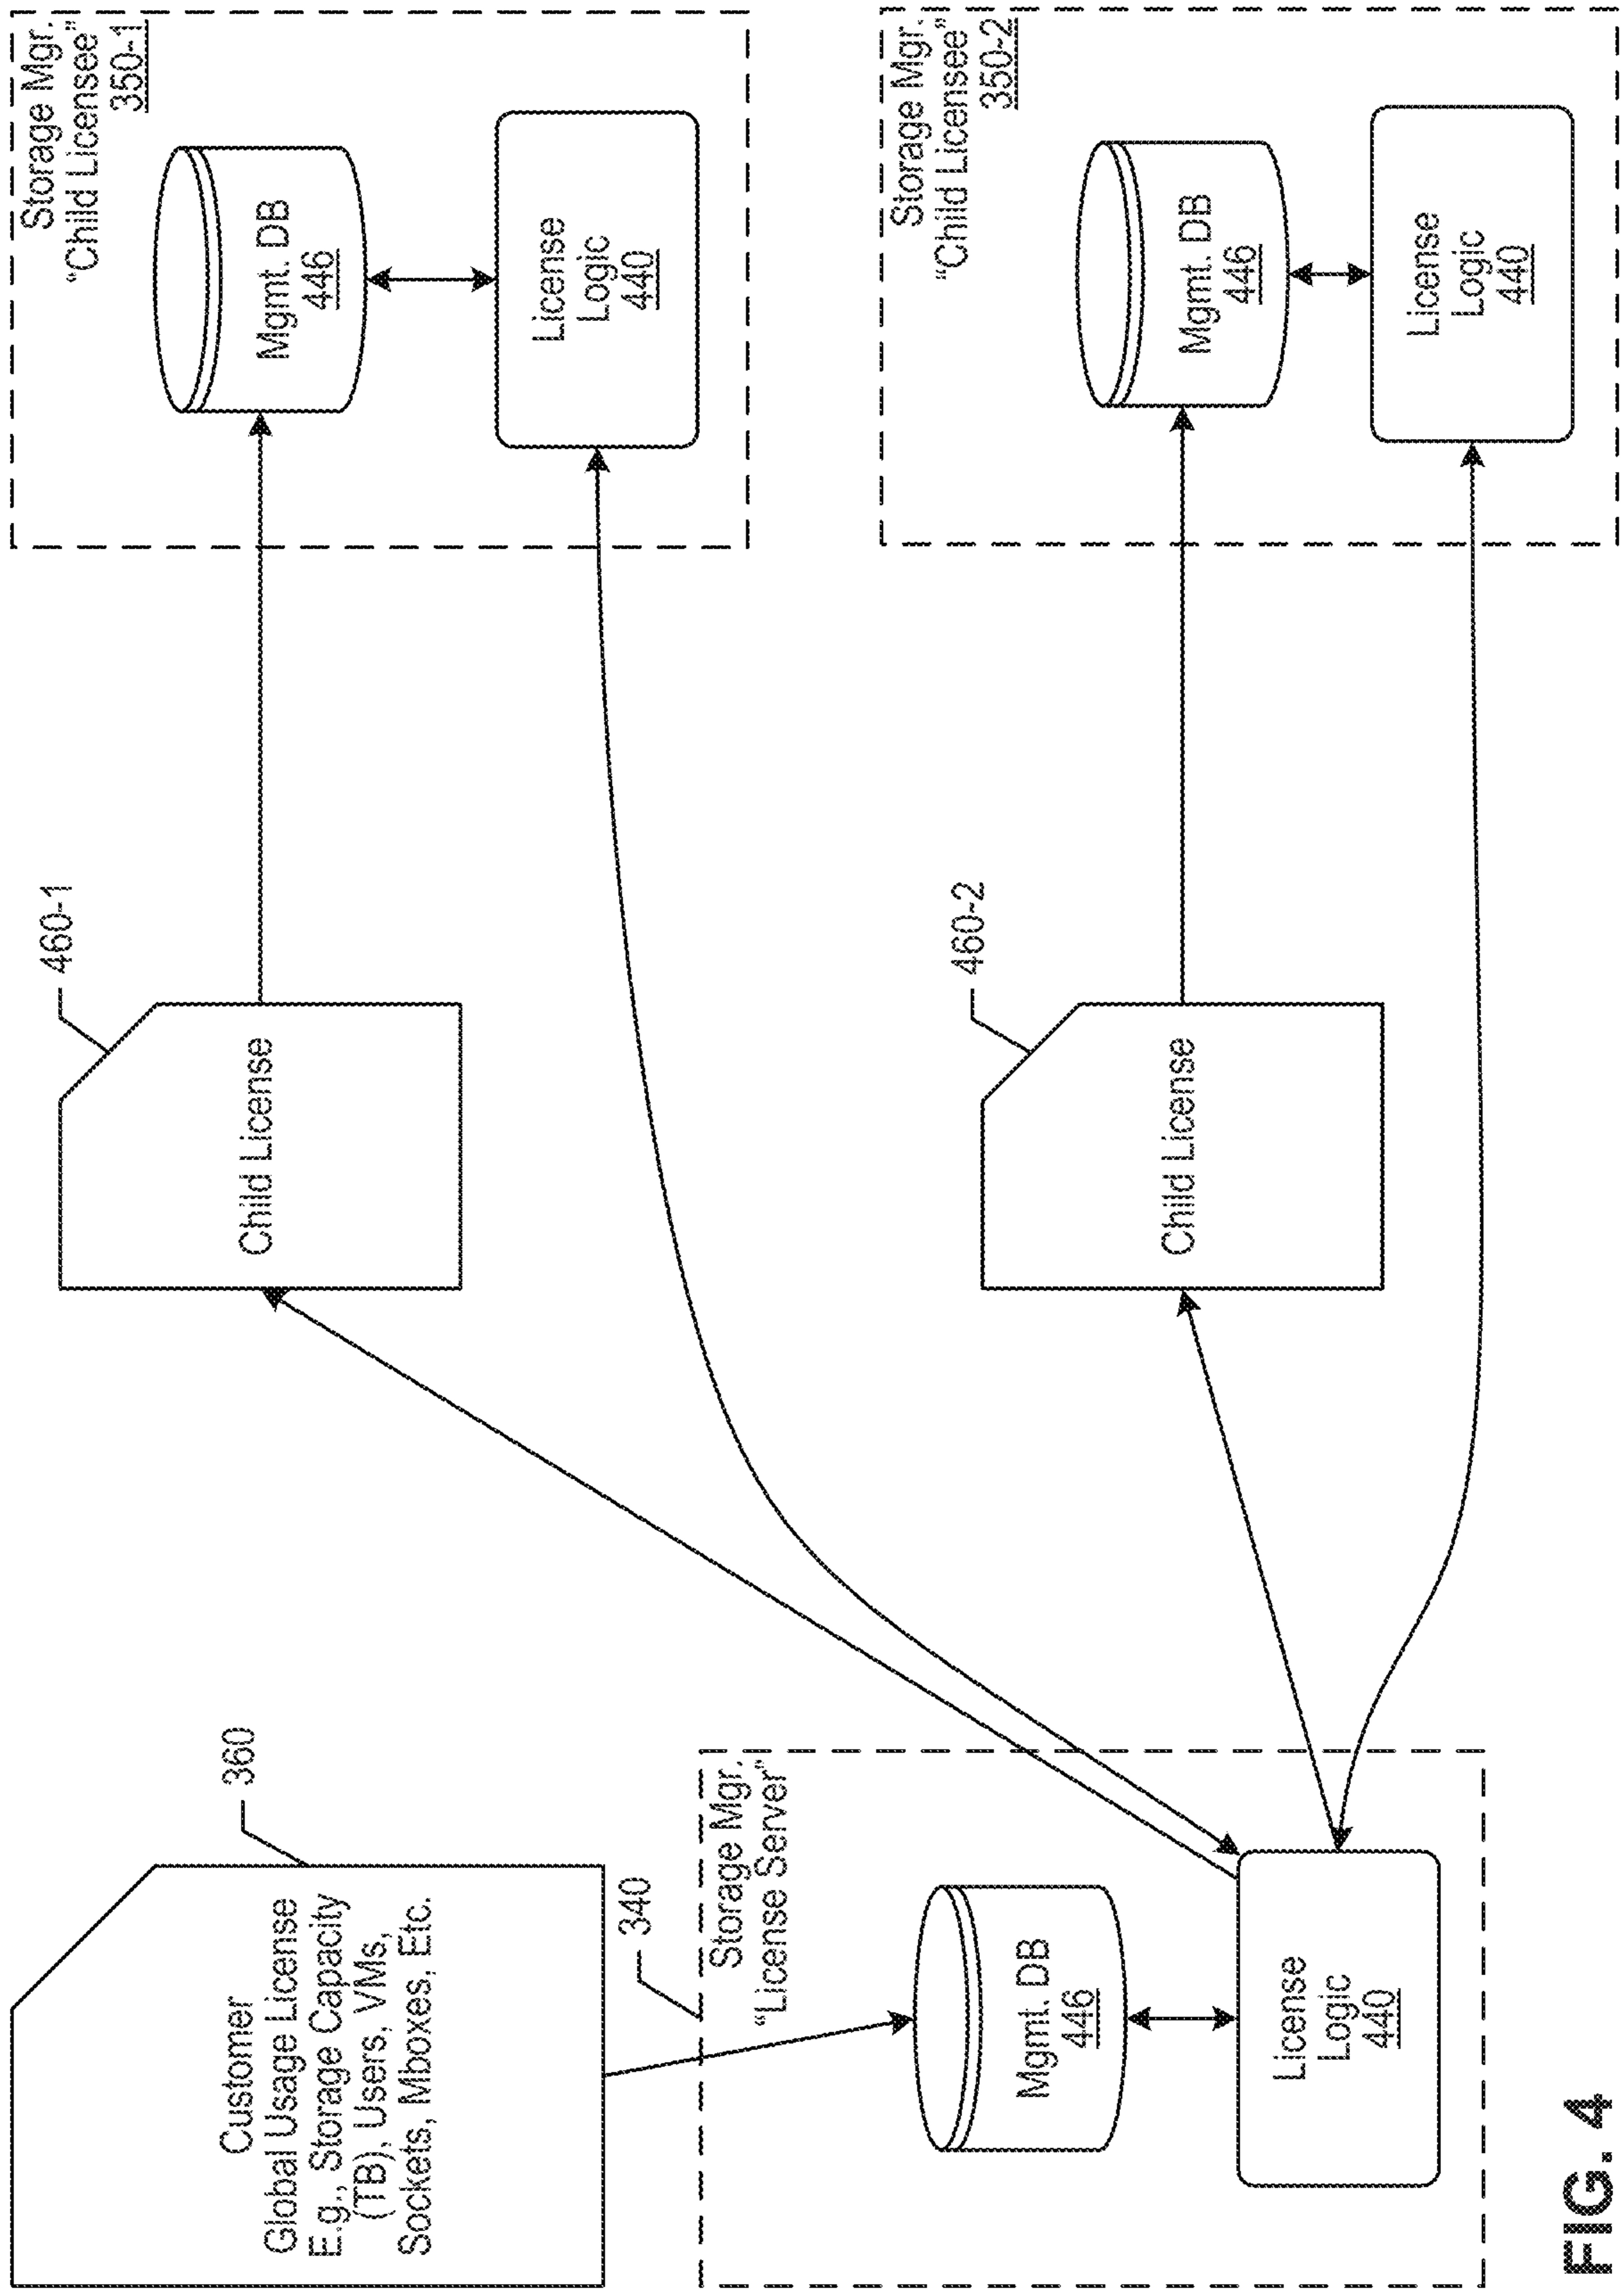 Customer
Global Usage License
E.g., Storage Capacity
(TB), Users, VMs,
Sockets, Mboxes, Etc.
360
340
Storage Mgr.
“License Server”
Mgmt. DB
446
License
Logic
440
460-1
Child License
460-2
Child License
Storage Mgr.
“Child Licensee”
350-1
Mgmt. DB
446
License
Logic
440
Storage Mgr.
“Child Licensee”
350-2
Mgmt. DB
446
License
Logic
440
FIG. 4